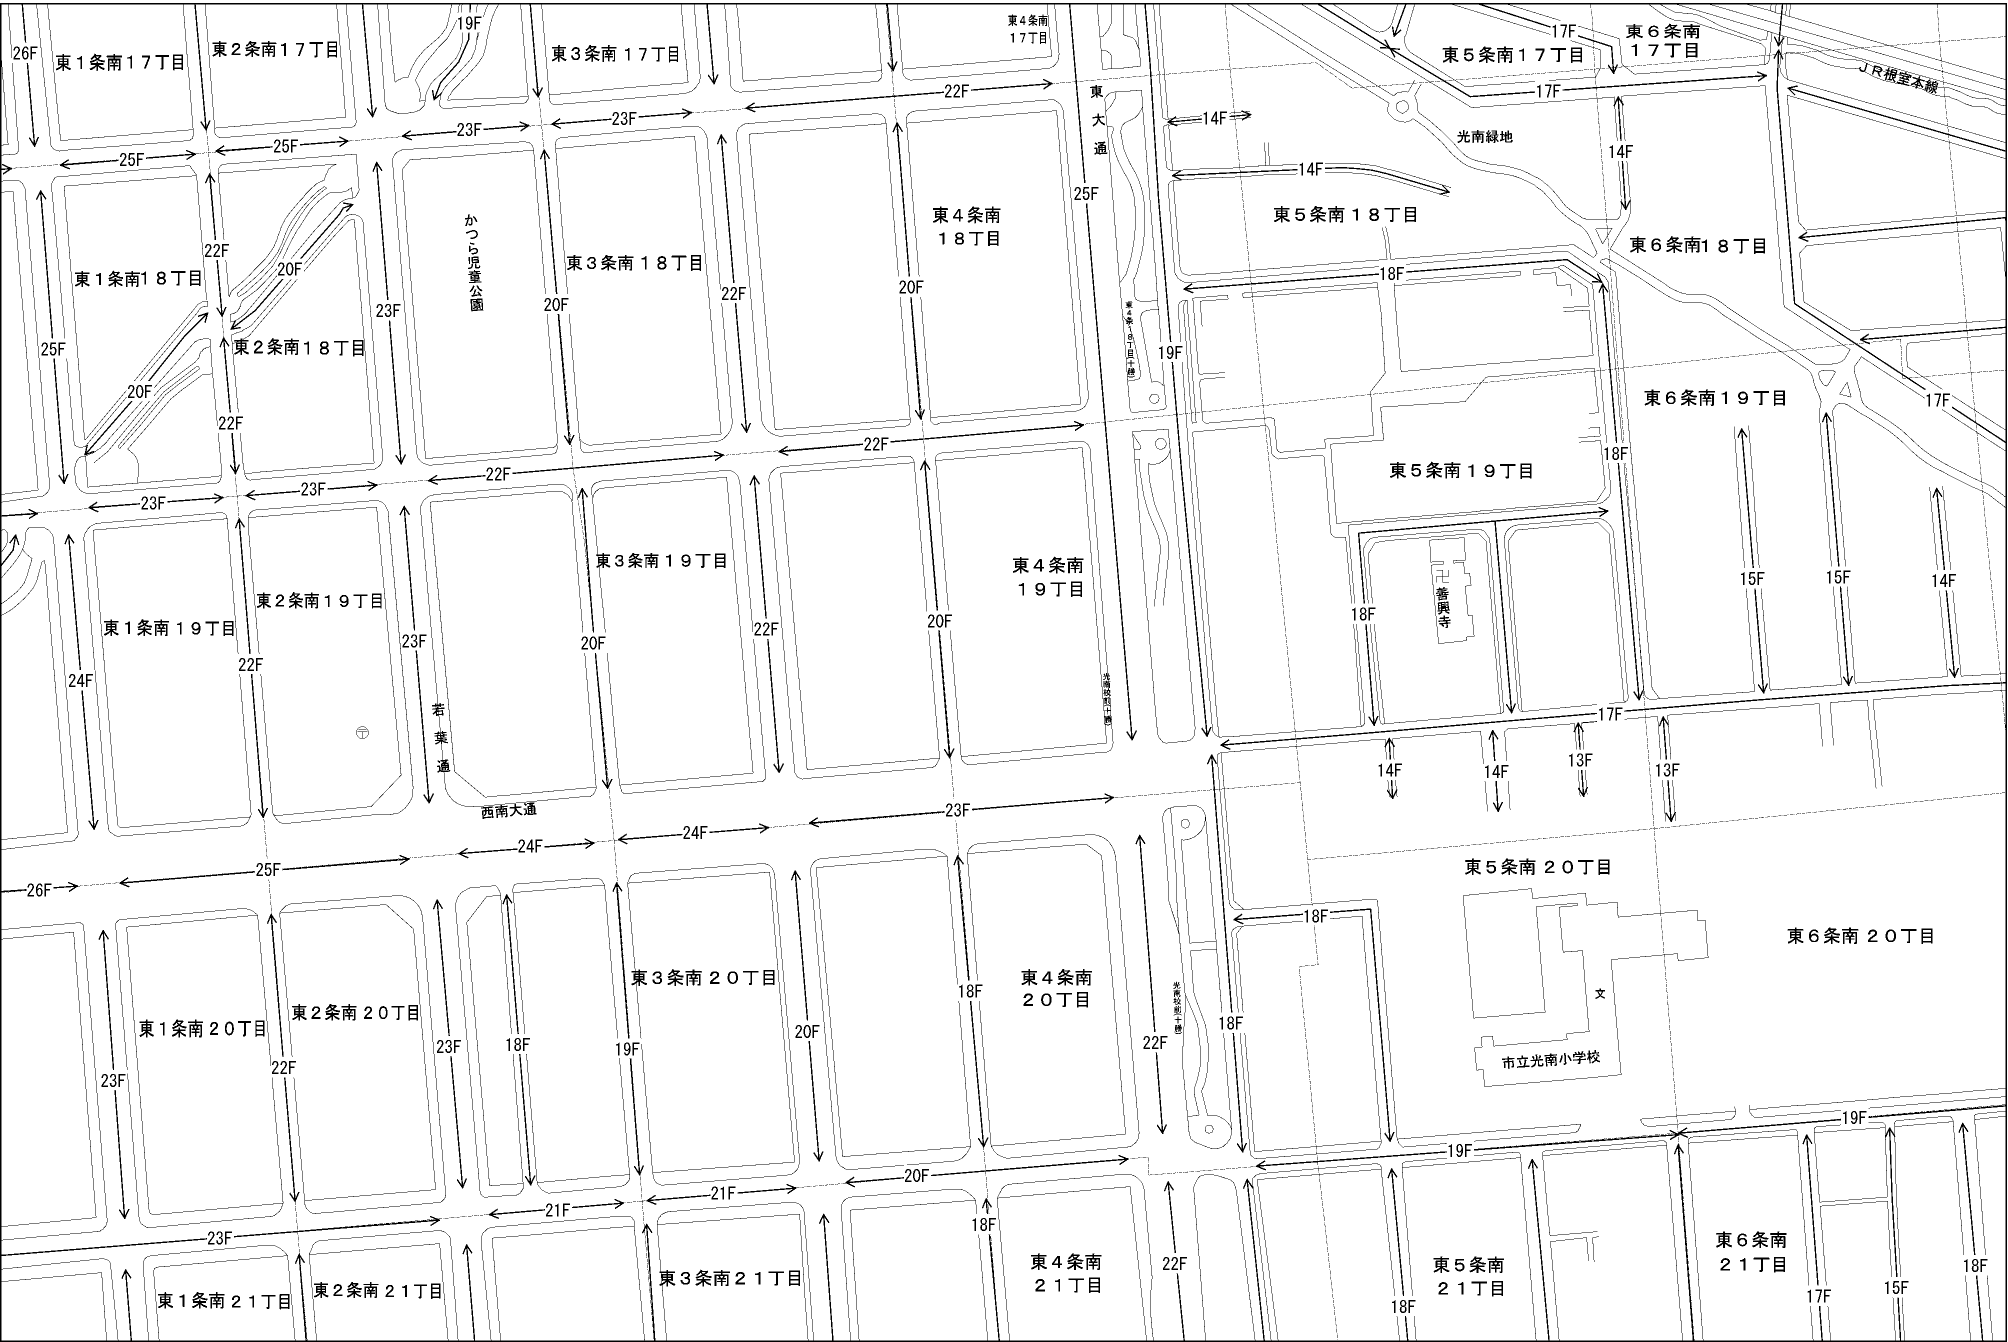 26F
東１条南１７丁目
東２条南１７丁目
19F
東３条南１７丁目
東４条南
１７丁目
17F
東５条南１７丁目
東６条南
１７丁目
ＪＲ根室本線
25F
25F
23F
23F
22F
東大通
14F
17F
光南緑地
14F
14F
25F
22F
東１条南１８丁目
20F
かつら児童公園
東３条南１８丁目
22F
20F
東４条南
１８丁目
東５条南１８丁目
東６条南１８丁目
18F
23F
20F
25F
東２条南１８丁目
20F
22F
19F
17F
東６条南１９丁目
18F
東５条南１９丁目
22F
22F
23F
23F
東１条南１９丁目
東２条南１９丁目
東３条南１９丁目
東４条南
１９丁目
24F
22F
23F
20F
22F
20F
18F
卍善興寺
15F
15F
14F
若葉通
〒
17F
14F
14F
13F
13F
西南大通
23F
24F
24F
25F
26F
東５条南２０丁目
18F
東６条南２０丁目
東１条南２０丁目
東２条南２０丁目
東３条南２０丁目
東４条南
２０丁目
23F
22F
23F
18F
19F
20F
18F
22F
18F
文
市立光南小学校
19F
19F
20F
21F
21F
23F
18F
22F
東１条南２１丁目
東２条南２１丁目
東３条南２１丁目
東４条南
２１丁目
18F
東５条南
２１丁目
東６条南
２１丁目
17F
15F
18F